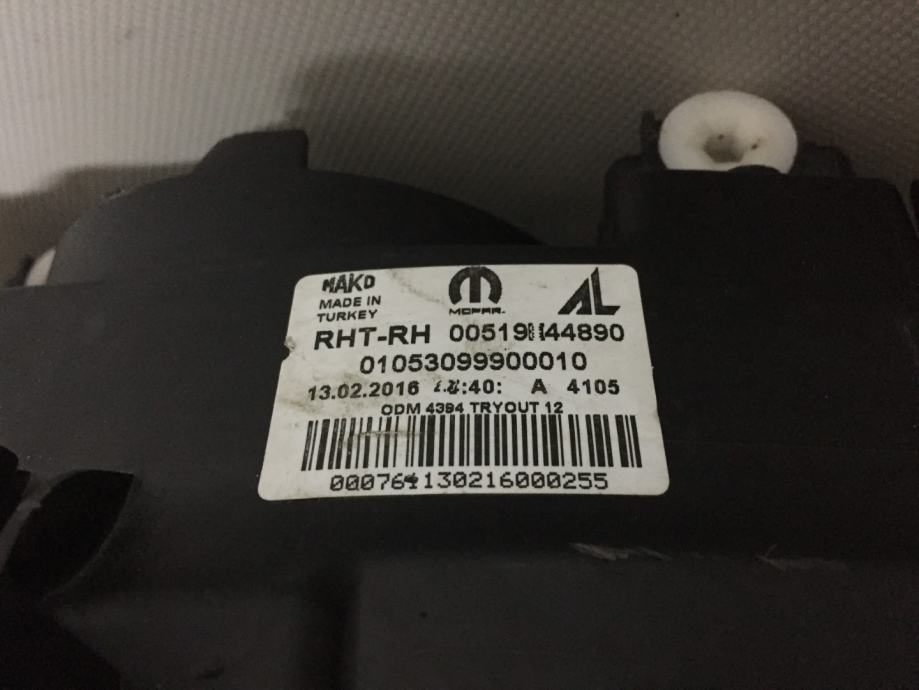 MAKO
MADE IN
TURKEY
MOPAR.
AL
RHT-RH
01053099900010
13.02.2016 A 4105
ODM 4394 TRYOUT 12